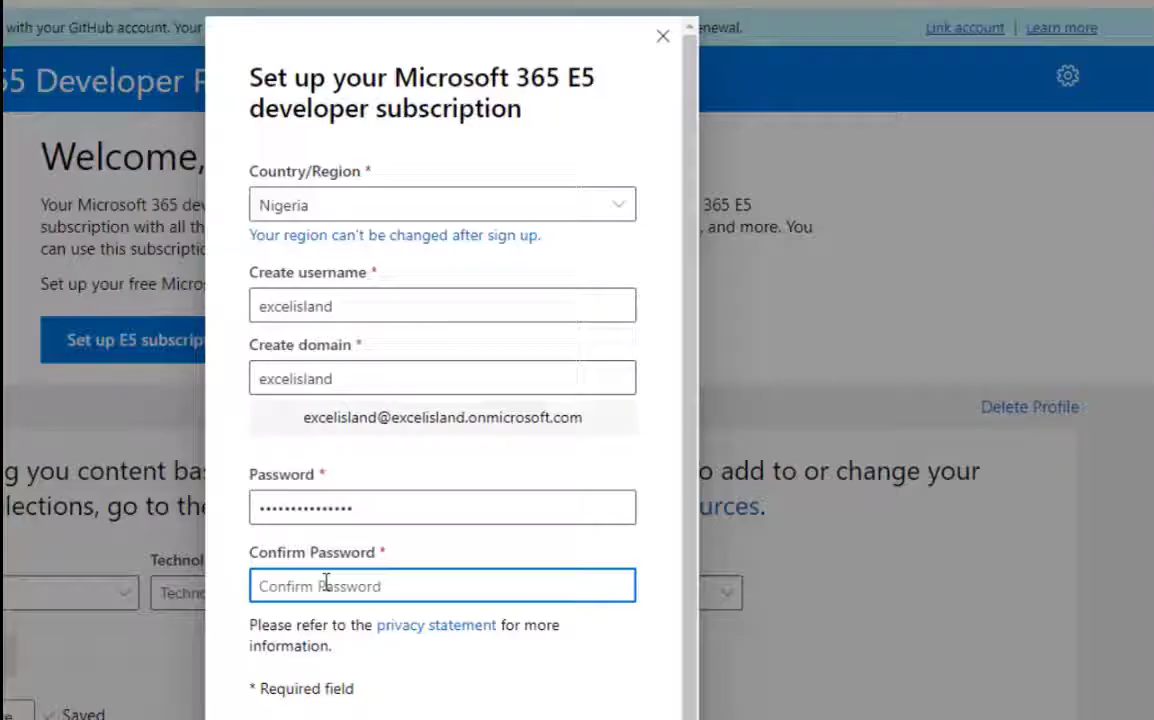 with your GitHub account. Your
newal.
Link account | Learn more
5 Developer P
Welcome,
Your Microsoft 365 dev
365 E5
subscription with all th
, and more. You
can use this subscriptio
Set up your free Micros
Set up E5 subscrip
Delete Profile
g you content ba
o add to or change your
lections, go to the
urces.
Technol
Techno
Saved
Set up your Microsoft 365 E5
developer subscription
Country/Region *
Nigeria
Your region can't be changed after sign up.
Create username *
excelisland
Create domain *
excelisland
excelisland@excelisland.onmicrosoft.com
Password *
•••••••••••••••
Confirm Password *
Confirm Password
Please refer to the privacy statement for more
information.
* Required field